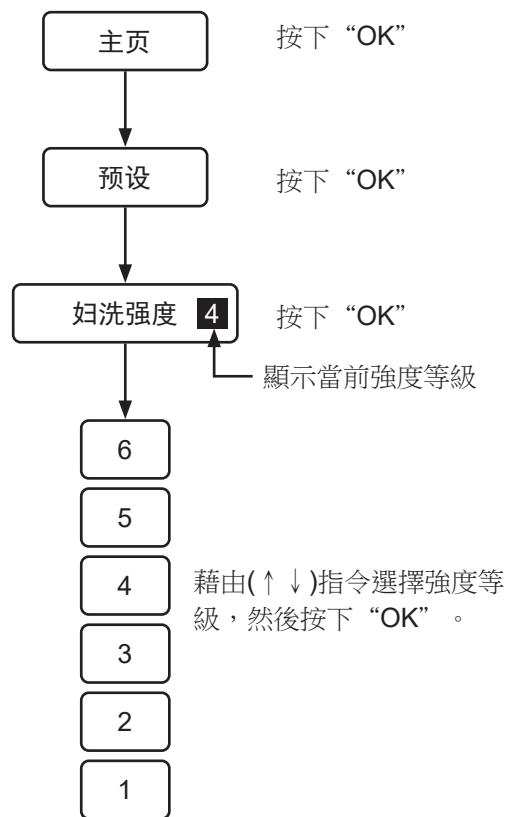 主页
按下“OK”
预设
按下“OK”
妇洗强度 4
按下“OK”
顯示當前強度等級
6
5
4
藉由(↑↓)指令選擇強度等
級，然後按下“OK”。
3
2
1